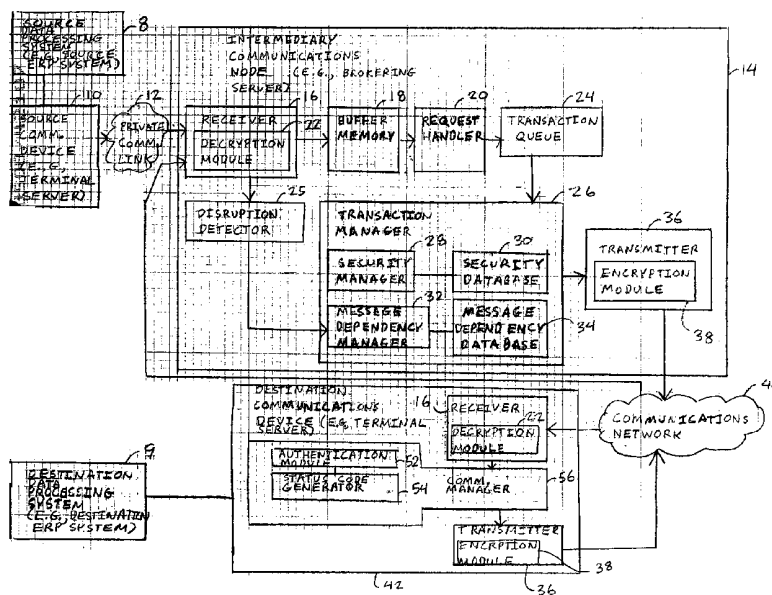 SOURCE
DATA
PROCESSING
SYSTEM
(E.G. SOURCE
ERP SYSTEM)
8
10
SOURCE
COMM.
DEVICE
(E.G.,
TERMINAL
SERVER)
12
PRIVATE
COMM.
LINK
INTERMEDIARY
COMMUNICATIONS
NODE (E.G., BROKERING
SERVER)
14
16
RECEIVER
22
DECRYPTION
MODULE
18
BUFFER
MEMORY
20
REQUEST
HANDLER
24
TRANSACTION
QUEUE
25
DISRUPTION
DETECTOR
26
TRANSACTION
MANAGER
28
SECURITY
MANAGER
30
SECURITY
DATABASE
32
MESSAGE
DEPENDENCY
MANAGER
MESSAGE
DEPENDENCY
DATABASE
34
36
TRANSMITTER
ENCRYPTION
MODULE
38
COMMUNICATIONS
NETWORK
DESTINATION
COMMUNICATIONS
DEVICE (E.G, TERMINAL
SERVER)
16
RECEIVER
22
DECRYPTION
MODULE
AUTHENTICATION
MODULE
52
STATUS CODE
GENERATOR
54
COMM.
MANAGER
56
TRANSMITTER
ENCRPTION
MODULE
38
36
42
DESTINATION
DATA
PROCESSING
SYSTEM
(E.G., DESTINATIN
ERP SYSTEM)